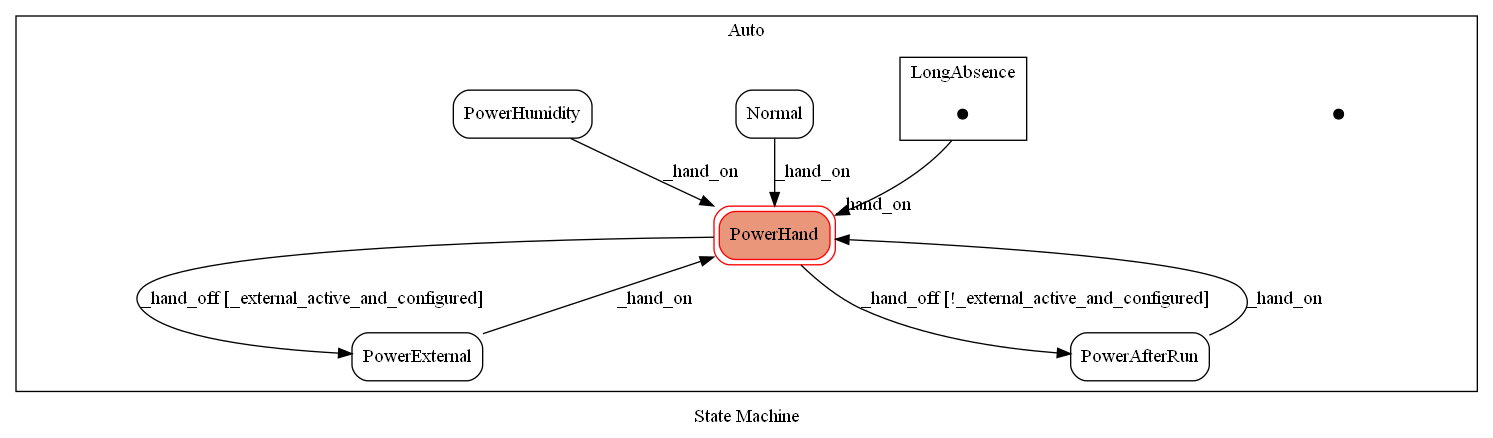 Auto
LongAbsence
PowerHumidity
Normal
_hand_on
_hand_on
_hand_on
PowerHand
_hand_off [_external_active_and_configured]
_hand_on
_hand_off [!_external_active_and_configured]
_hand_on
PowerExternal
PowerAfterRun
State Machine